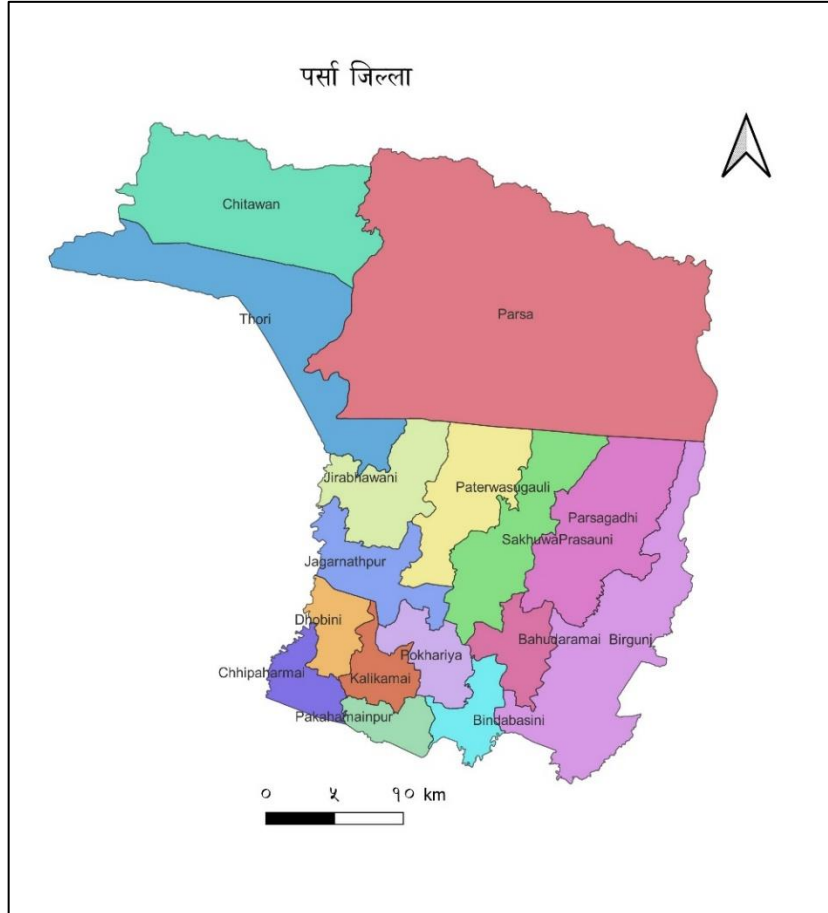 पर्सा जिल्ला
Chitawan
Thori
Parsa
Jirabhawani
Paterwasugauli
Parsagadhi
SakhuwaPrasauni
Jagarnathpur
Dhobini
Bahudaramai
Birgunj
Pokhariya
Chhipaharmai
Kalikamai
Pakahamainpur
Bindabasini
० ५ १० km